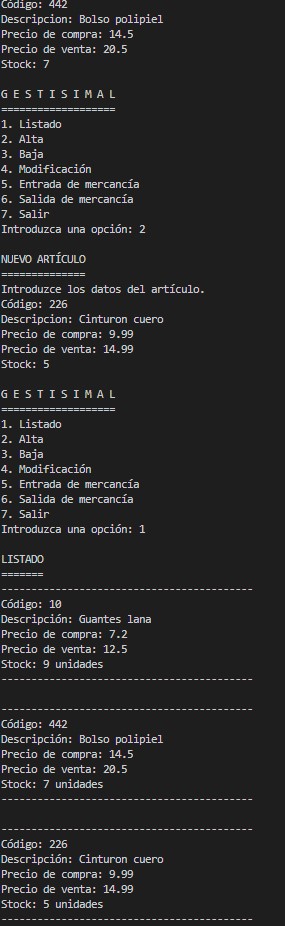 Código: 442
Descripcion: Bolso polipiel
Precio de compra: 14.5
Precio de venta: 20.5
Stock: 7
G E S T I S I M A L
===================
1. Listado
2. Alta
3. Baja
4. Modificación
5. Entrada de mercancía
6. Salida de mercancía
7. Salir
Introduzca una opción: 2
NUEVO ARTÍCULO
==============
Introduzce los datos del artículo.
Código: 226
Descripcion: Cinturon cuero
Precio de compra: 9.99
Precio de venta: 14.99
Stock: 5
G E S T I S I M A L
===================
1. Listado
2. Alta
3. Baja
4. Modificación
5. Entrada de mercancía
6. Salida de mercancía
7. Salir
Introduzca una opción: 1
LISTADO
=======
------------------------------------------
Código: 10
Descripción: Guantes lana
Precio de compra: 7.2
Precio de venta: 12.5
Stock: 9 unidades
------------------------------------------
------------------------------------------
Código: 442
Descripción: Bolso polipiel
Precio de compra: 14.5
Precio de venta: 20.5
Stock: 7 unidades
------------------------------------------
------------------------------------------
Código: 226
Descripción: Cinturon cuero
Precio de compra: 9.99
Precio de venta: 14.99
Stock: 5 unidades
------------------------------------------